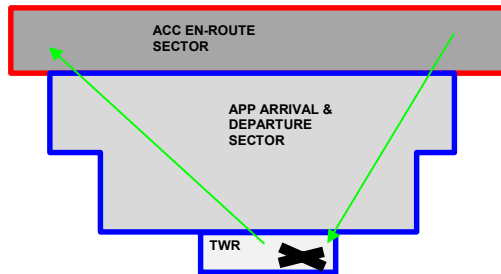 ACC EN-ROUTE
SECTOR
APP ARRIVAL &
DEPARTURE
SECTOR
TWR